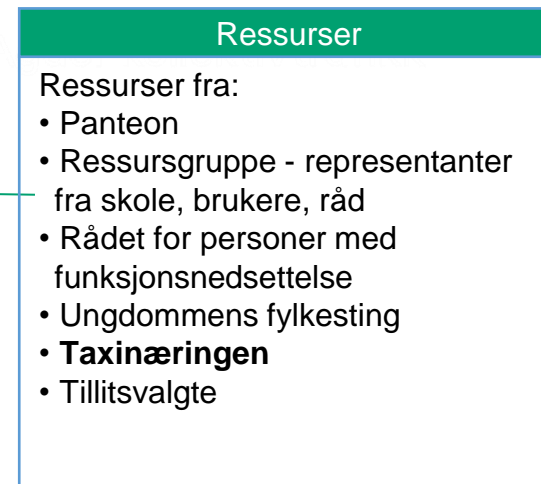 Ressurser
Ressurser fra:
• Panteon
• Ressursgruppe - representanter
fra skole, brukere, råd
• Rådet for personer med
funksjonsnedsettelse
• Ungdommens fylkesting
• Taxinæringen
• Tillitsvalgte